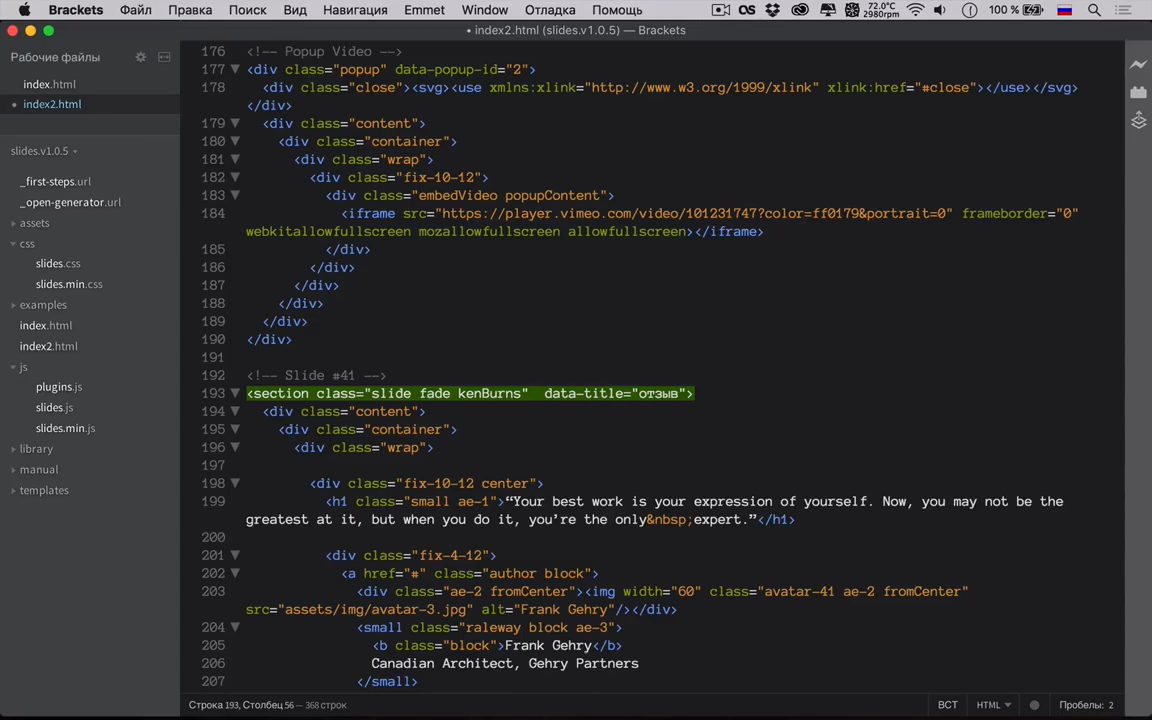 Brackets Файл Правка Поиск Вид Навигация Emmet Window Отладка Помощь OS 72.0°C 2980rpm 100 %
• index2.html (slides.v1.0.5) — Brackets
Рабочие файлы
index.html
• index2.html
slides.v1.0.5
_first-steps.url
_open-generator.url
assets
css
slides.css
slides.min.css
examples
index.html
index2.html
js
plugins.js
slides.js
slides.min.js
library
manual
templates
176 <!-- Popup Video -->
177 <div class="popup" data-popup-id="2">
178 <div class="close"><svg><use xmlns:xlink="http://www.w3.org/1999/xlink" xlink:href="#close"></use></svg>
</div>
179 <div class="content">
180 <div class="container">
181 <div class="wrap">
182 <div class="fix-10-12">
183 <div class="embedVideo popupContent">
184 <iframe src="https://player.vimeo.com/video/101231747?color=ff0179&portrait=0" frameborder="0"
webkitallowfullscreen mozallowfullscreen allowfullscreen></iframe>
185 </div>
186 </div>
187 </div>
188 </div>
189 </div>
190 </div>
191
192 <!-- Slide #41 -->
193 <section class="slide fade kenBurns"  data-title="отзыв">
194 <div class="content">
195 <div class="container">
196 <div class="wrap">
197
198 <div class="fix-10-12 center">
199 <h1 class="small ae-1">“Your best work is your expression of yourself. Now, you may not be the
greatest at it, but when you do it, you’re the only&nbsp;expert.”</h1>
200
201 <div class="fix-4-12">
202 <a href="#" class="author block">
203 <div class="ae-2 fromCenter"><img width="60" class="avatar-41 ae-2 fromCenter"
src="assets/img/avatar-3.jpg" alt="Frank Gehry"/></div>
204 <small class="raleway block ae-3">
205 <b class="block">Frank Gehry</b>
206 Canadian Architect, Gehry Partners
207 </small>
Строка 193, Столбец 56 — 368 строк ВСТ HTML Пробелы: 2